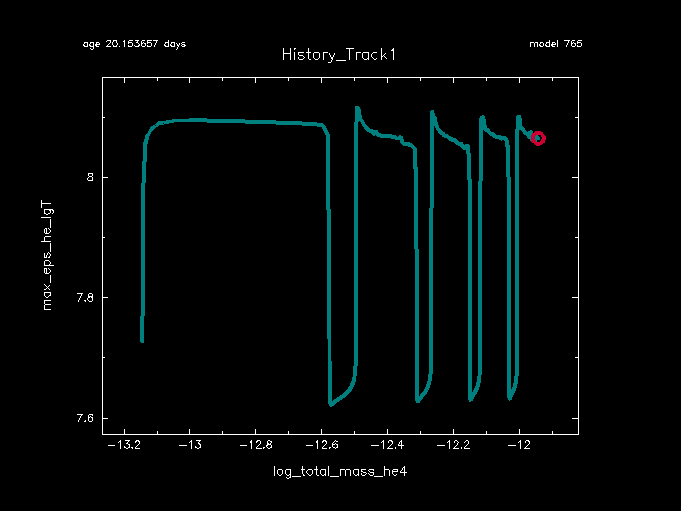 age 20.153657 days
model 765
History_Track1
8
7.8
7.6
max_eps_he_lgT
−13.2 −13 −12.8 −12.6 −12.4 −12.2 −12
log_total_mass_he4